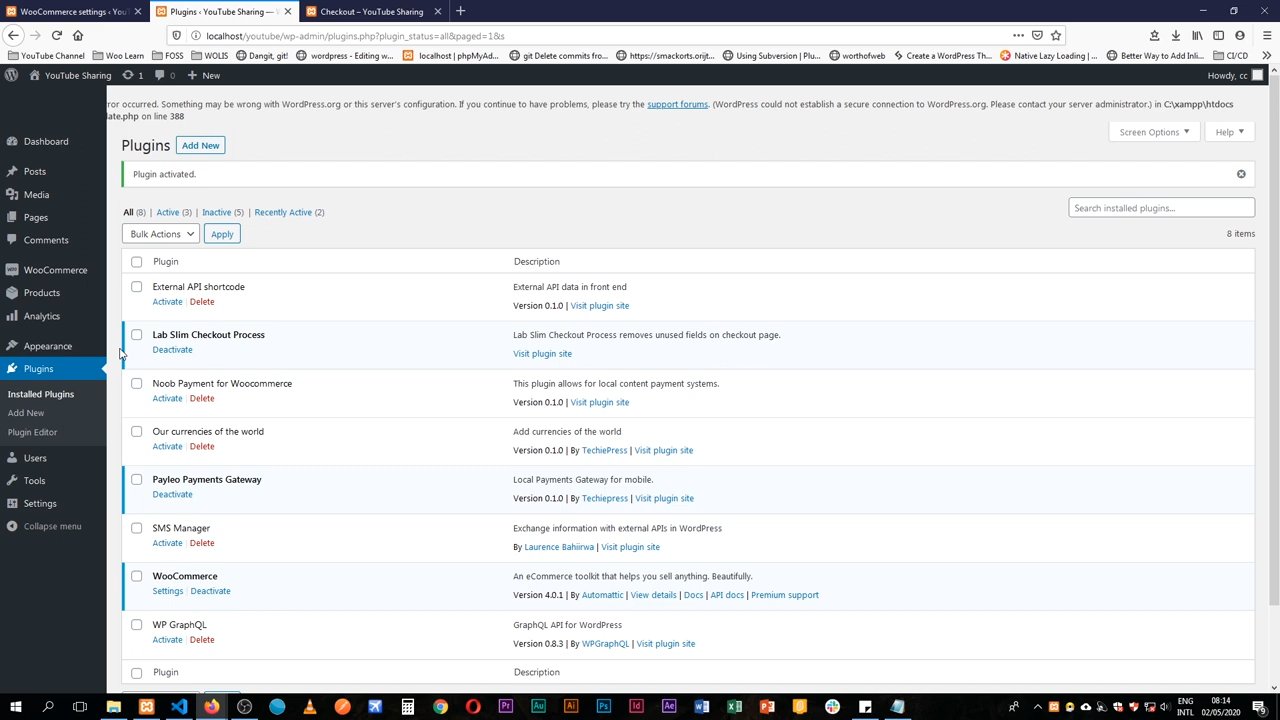 WooCommerce settings ‹ You
Plugins ‹ YouTube Sharing —
Checkout – YouTube Sharing
localhost/youtube/wp-admin/plugins.php?plugin_status=all&paged=1&s
YouTube Channel
Woo Learn
FOSS
WOLIS
Dangit, git!
wordpress - Editing w...
localhost | phpMyAd...
git Delete commits fro...
https://smackorts.orjt...
Using Subversion | Plu...
worthofweb
Create a WordPress Th...
Native Lazy Loading | ...
Better Way to Add Inli...
CI/CD
YouTube Sharing
1
0
New
Howdy, cc
ror occurred. Something may be wrong with WordPress.org or this server's configuration. If you continue to have problems, please try the support forums. (WordPress could not establish a secure connection to WordPress.org. Please contact your server administrator.) in C:\xampp\htdocs
late.php on line 388
Screen Options
Help
Plugins
Add New
Plugin activated.
All (8) | Active (3) | Inactive (5) | Recently Active (2)
Search installed plugins...
Bulk Actions
Apply
8 items
Dashboard
Posts
Media
Pages
Comments
WooCommerce
Products
Analytics
Appearance
Plugins
Installed Plugins
Add New
Plugin Editor
Users
Tools
Settings
Collapse menu
Plugin
Description
External API shortcode
External API data in front end
Activate | Delete
Version 0.1.0 | Visit plugin site
Lab Slim Checkout Process
Lab Slim Checkout Process removes unused fields on checkout page.
Deactivate
Visit plugin site
Noob Payment for Woocommerce
This plugin allows for local content payment systems.
Activate | Delete
Version 0.1.0 | Visit plugin site
Our currencies of the world
Add currencies of the world
Activate | Delete
Version 0.1.0 | By TechiePress | Visit plugin site
Payleo Payments Gateway
Local Payments Gateway for mobile.
Deactivate
Version 0.1.0 | By Techiepress | Visit plugin site
SMS Manager
Exchange information with external APIs in WordPress
Activate | Delete
By Laurence Bahiirwa | Visit plugin site
WooCommerce
An eCommerce toolkit that helps you sell anything. Beautifully.
Settings | Deactivate
Version 4.0.1 | By Automattic | View details | Docs | API docs | Premium support
WP GraphQL
GraphQL API for WordPress
Activate | Delete
Version 0.8.3 | By WPGraphQL | Visit plugin site
Plugin
Description
ENG
INTL
08:14
02/05/2020